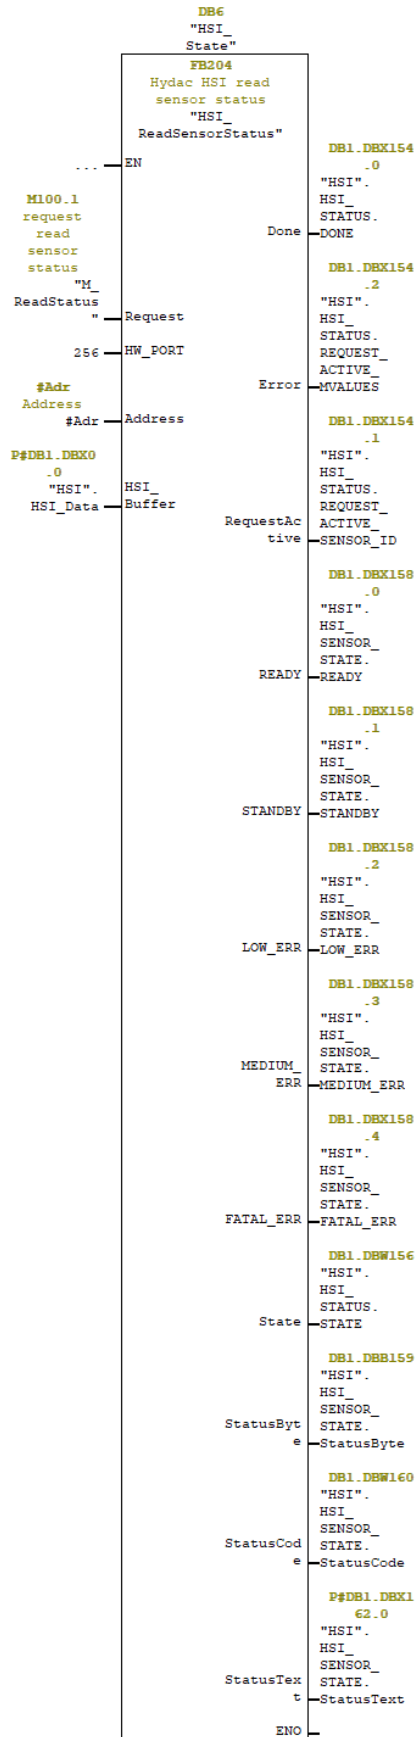 DB6
"HSI_
State"
FB204
Hydac HSI read
sensor status
"HSI_
ReadSensorStatus"
... EN
M100.1
request
read
sensor
status
"M_
ReadStatus
" Request
256 HW_PORT
#Adr
Address
#Adr Address
P#DB1.DBX0
.0
"HSI".
HSI_Data
HSI_
Buffer
DB1.DBX154
.0
"HSI".
HSI_
STATUS.
Done DONE
DB1.DBX154
.2
"HSI".
HSI_
STATUS.
REQUEST_
ACTIVE_
Error MVALUES
DB1.DBX154
.1
"HSI".
HSI_
STATUS.
REQUEST_
RequestAc ACTIVE_
tive SENSOR_ID
DB1.DBX158
.0
"HSI".
HSI_
SENSOR_
STATE.
READY READY
DB1.DBX158
.1
"HSI".
HSI_
SENSOR_
STATE.
STANDBY STANDBY
DB1.DBX158
.2
"HSI".
HSI_
SENSOR_
STATE.
LOW_ERR LOW_ERR
DB1.DBX158
.3
"HSI".
HSI_
SENSOR_
MEDIUM_ STATE.
ERR MEDIUM_ERR
DB1.DBX158
.4
"HSI".
HSI_
SENSOR_
STATE.
FATAL_ERR FATAL_ERR
DB1.DBW156
"HSI".
HSI_
STATUS.
State STATE
DB1.DBB159
"HSI".
HSI_
SENSOR_
StatusByt STATE.
e StatusByte
DB1.DBW160
"HSI".
HSI_
SENSOR_
StatusCod STATE.
e StatusCode
P#DB1.DBX1
62.0
"HSI".
HSI_
SENSOR_
StatusTex STATE.
t StatusText
ENO